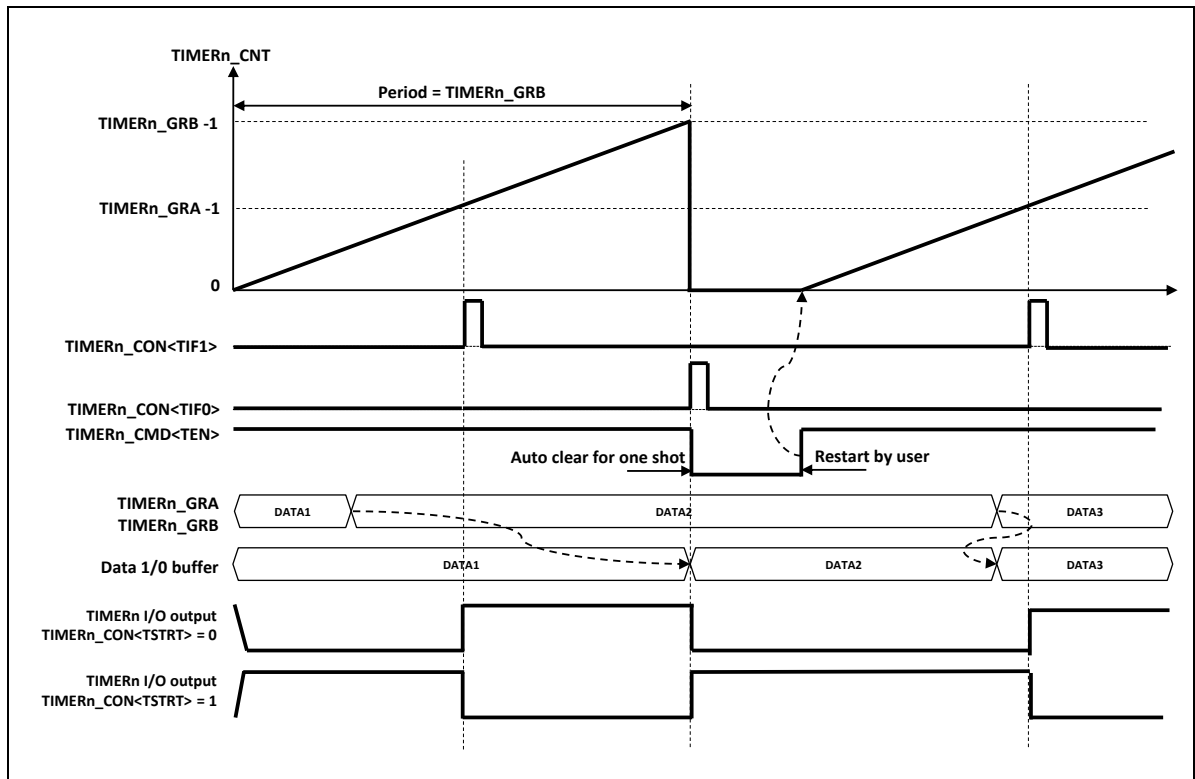 TIMERn_CNT
Period = TIMERn_GRB
TIMERn_GRB -1
TIMERn_GRA -1
0
TIMERn_CON<TIF1>
TIMERn_CON<TIF0>
TIMERn_CMD<TEN>
Auto clear for one shot
Restart by user
TIMERn_GRA
TIMERn_GRB
DATA1
DATA2
DATA3
Data 1/0 buffer
DATA1
DATA2
DATA3
TIMERn I/O output
TIMERn_CON<TSTRT> = 0
TIMERn I/O output
TIMERn_CON<TSTRT> = 1